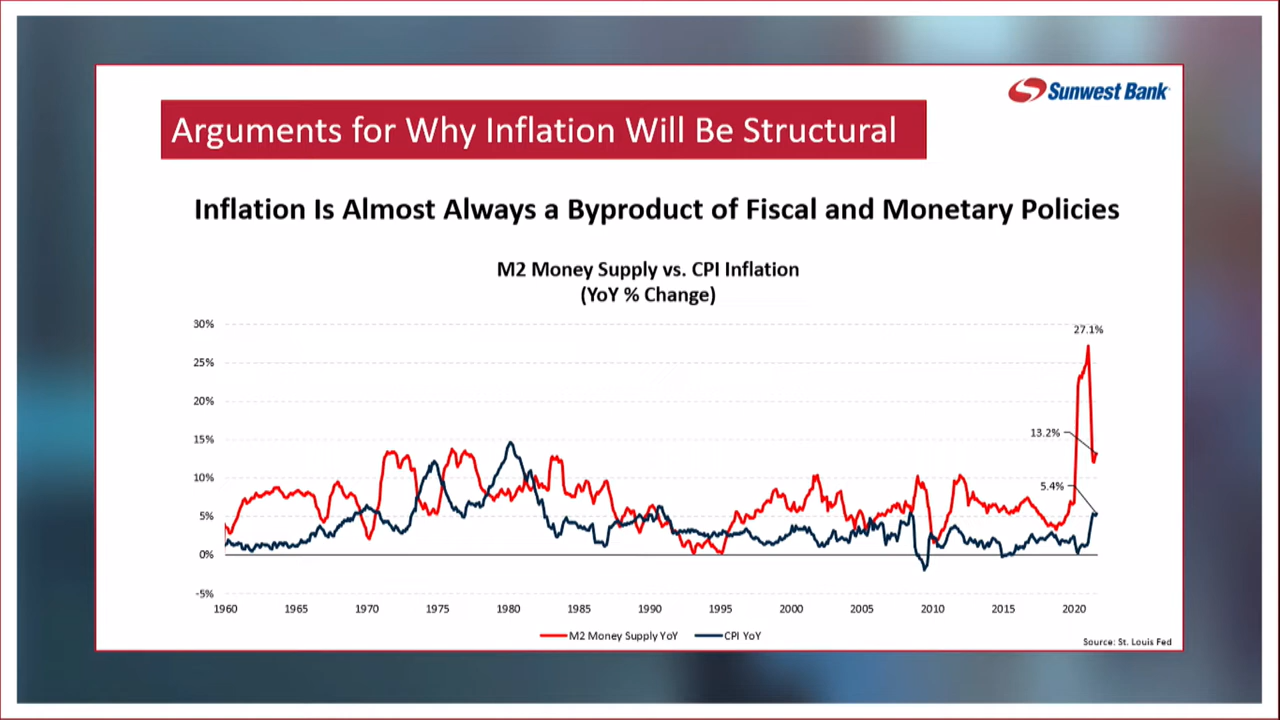 Sunwest Bank
Arguments for Why Inflation Will Be Structural
Inflation Is Almost Always a Byproduct of Fiscal and Monetary Policies
M2 Money Supply vs. CPI Inflation
(YoY % Change)
30%
27.1%
25%
20%
15%
13.2%
10%
5.4%
5%
0%
-5%
1960 1965 1970 1975 1980 1985 1990 1995 2000 2005 2010 2015 2020
M2 Money Supply YoY CPI YoY
Source: St. Louis Fed